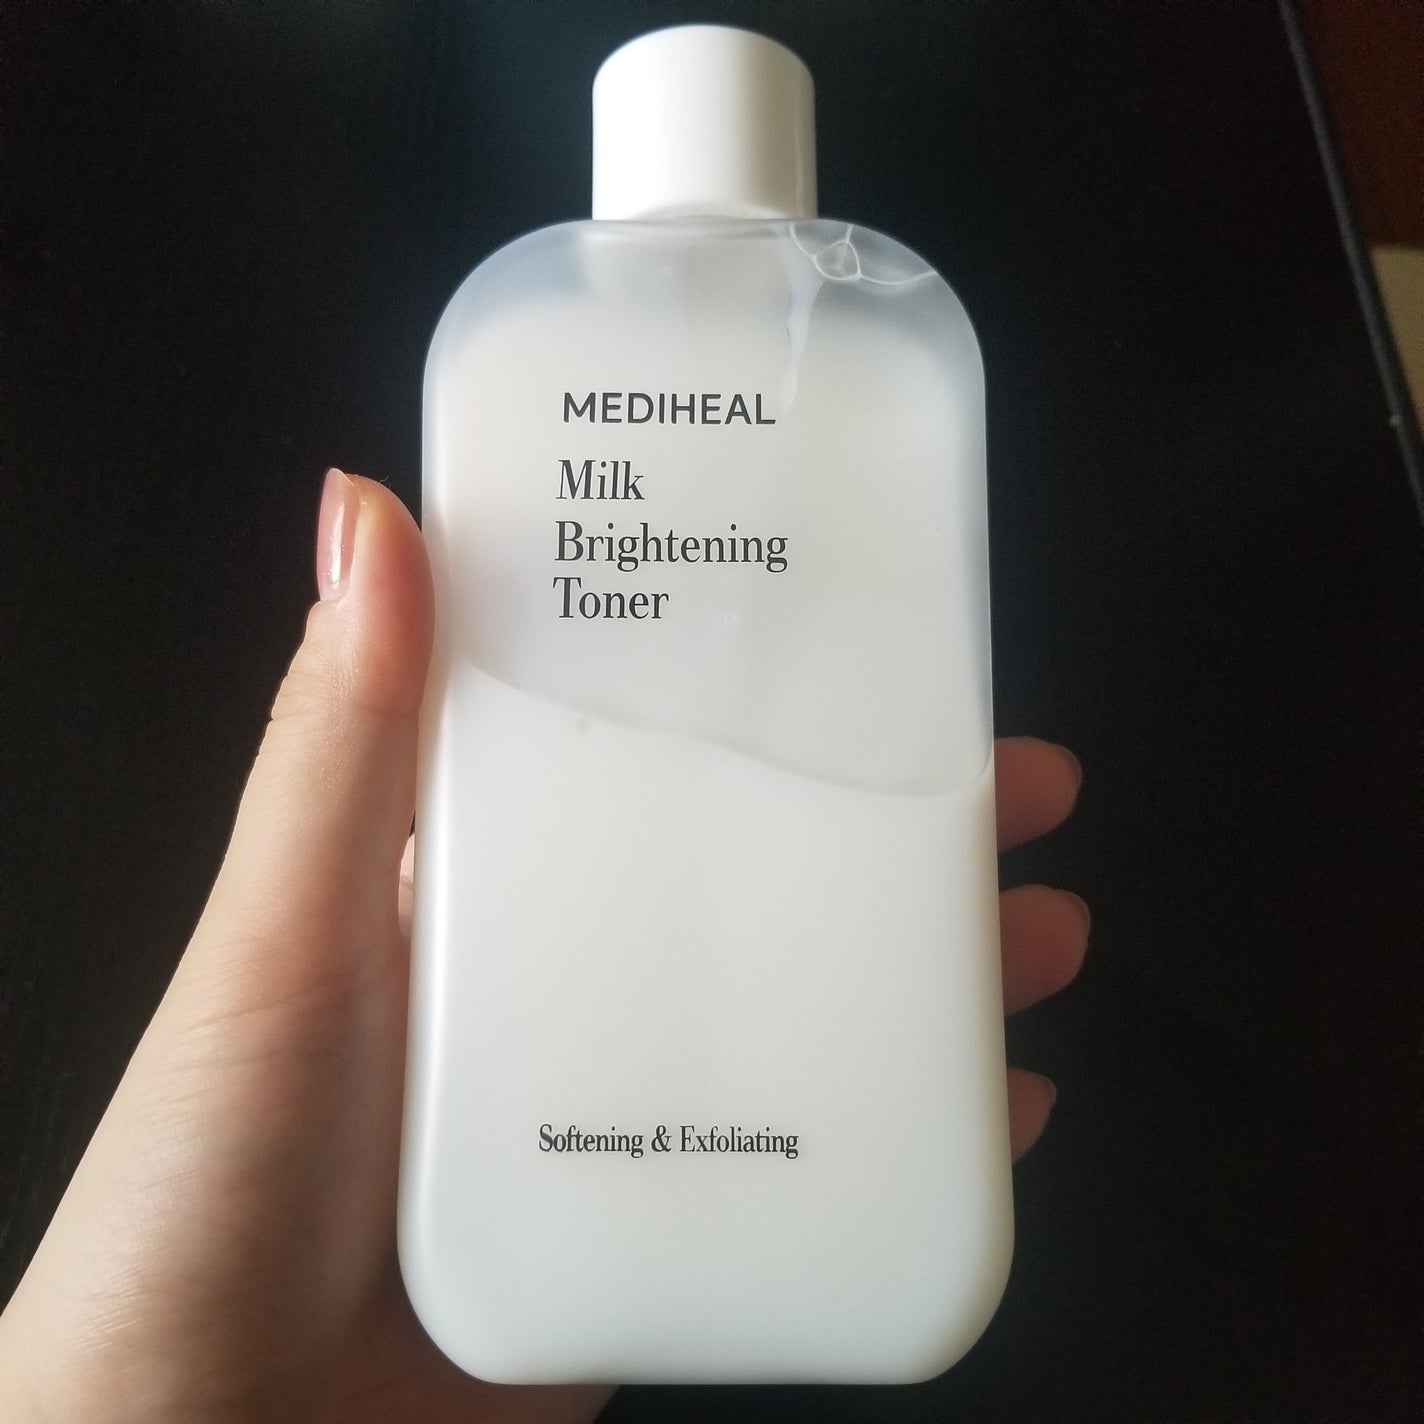 MEDIHEAL
Milk
Brightening
Toner
Softening & Exfoliating